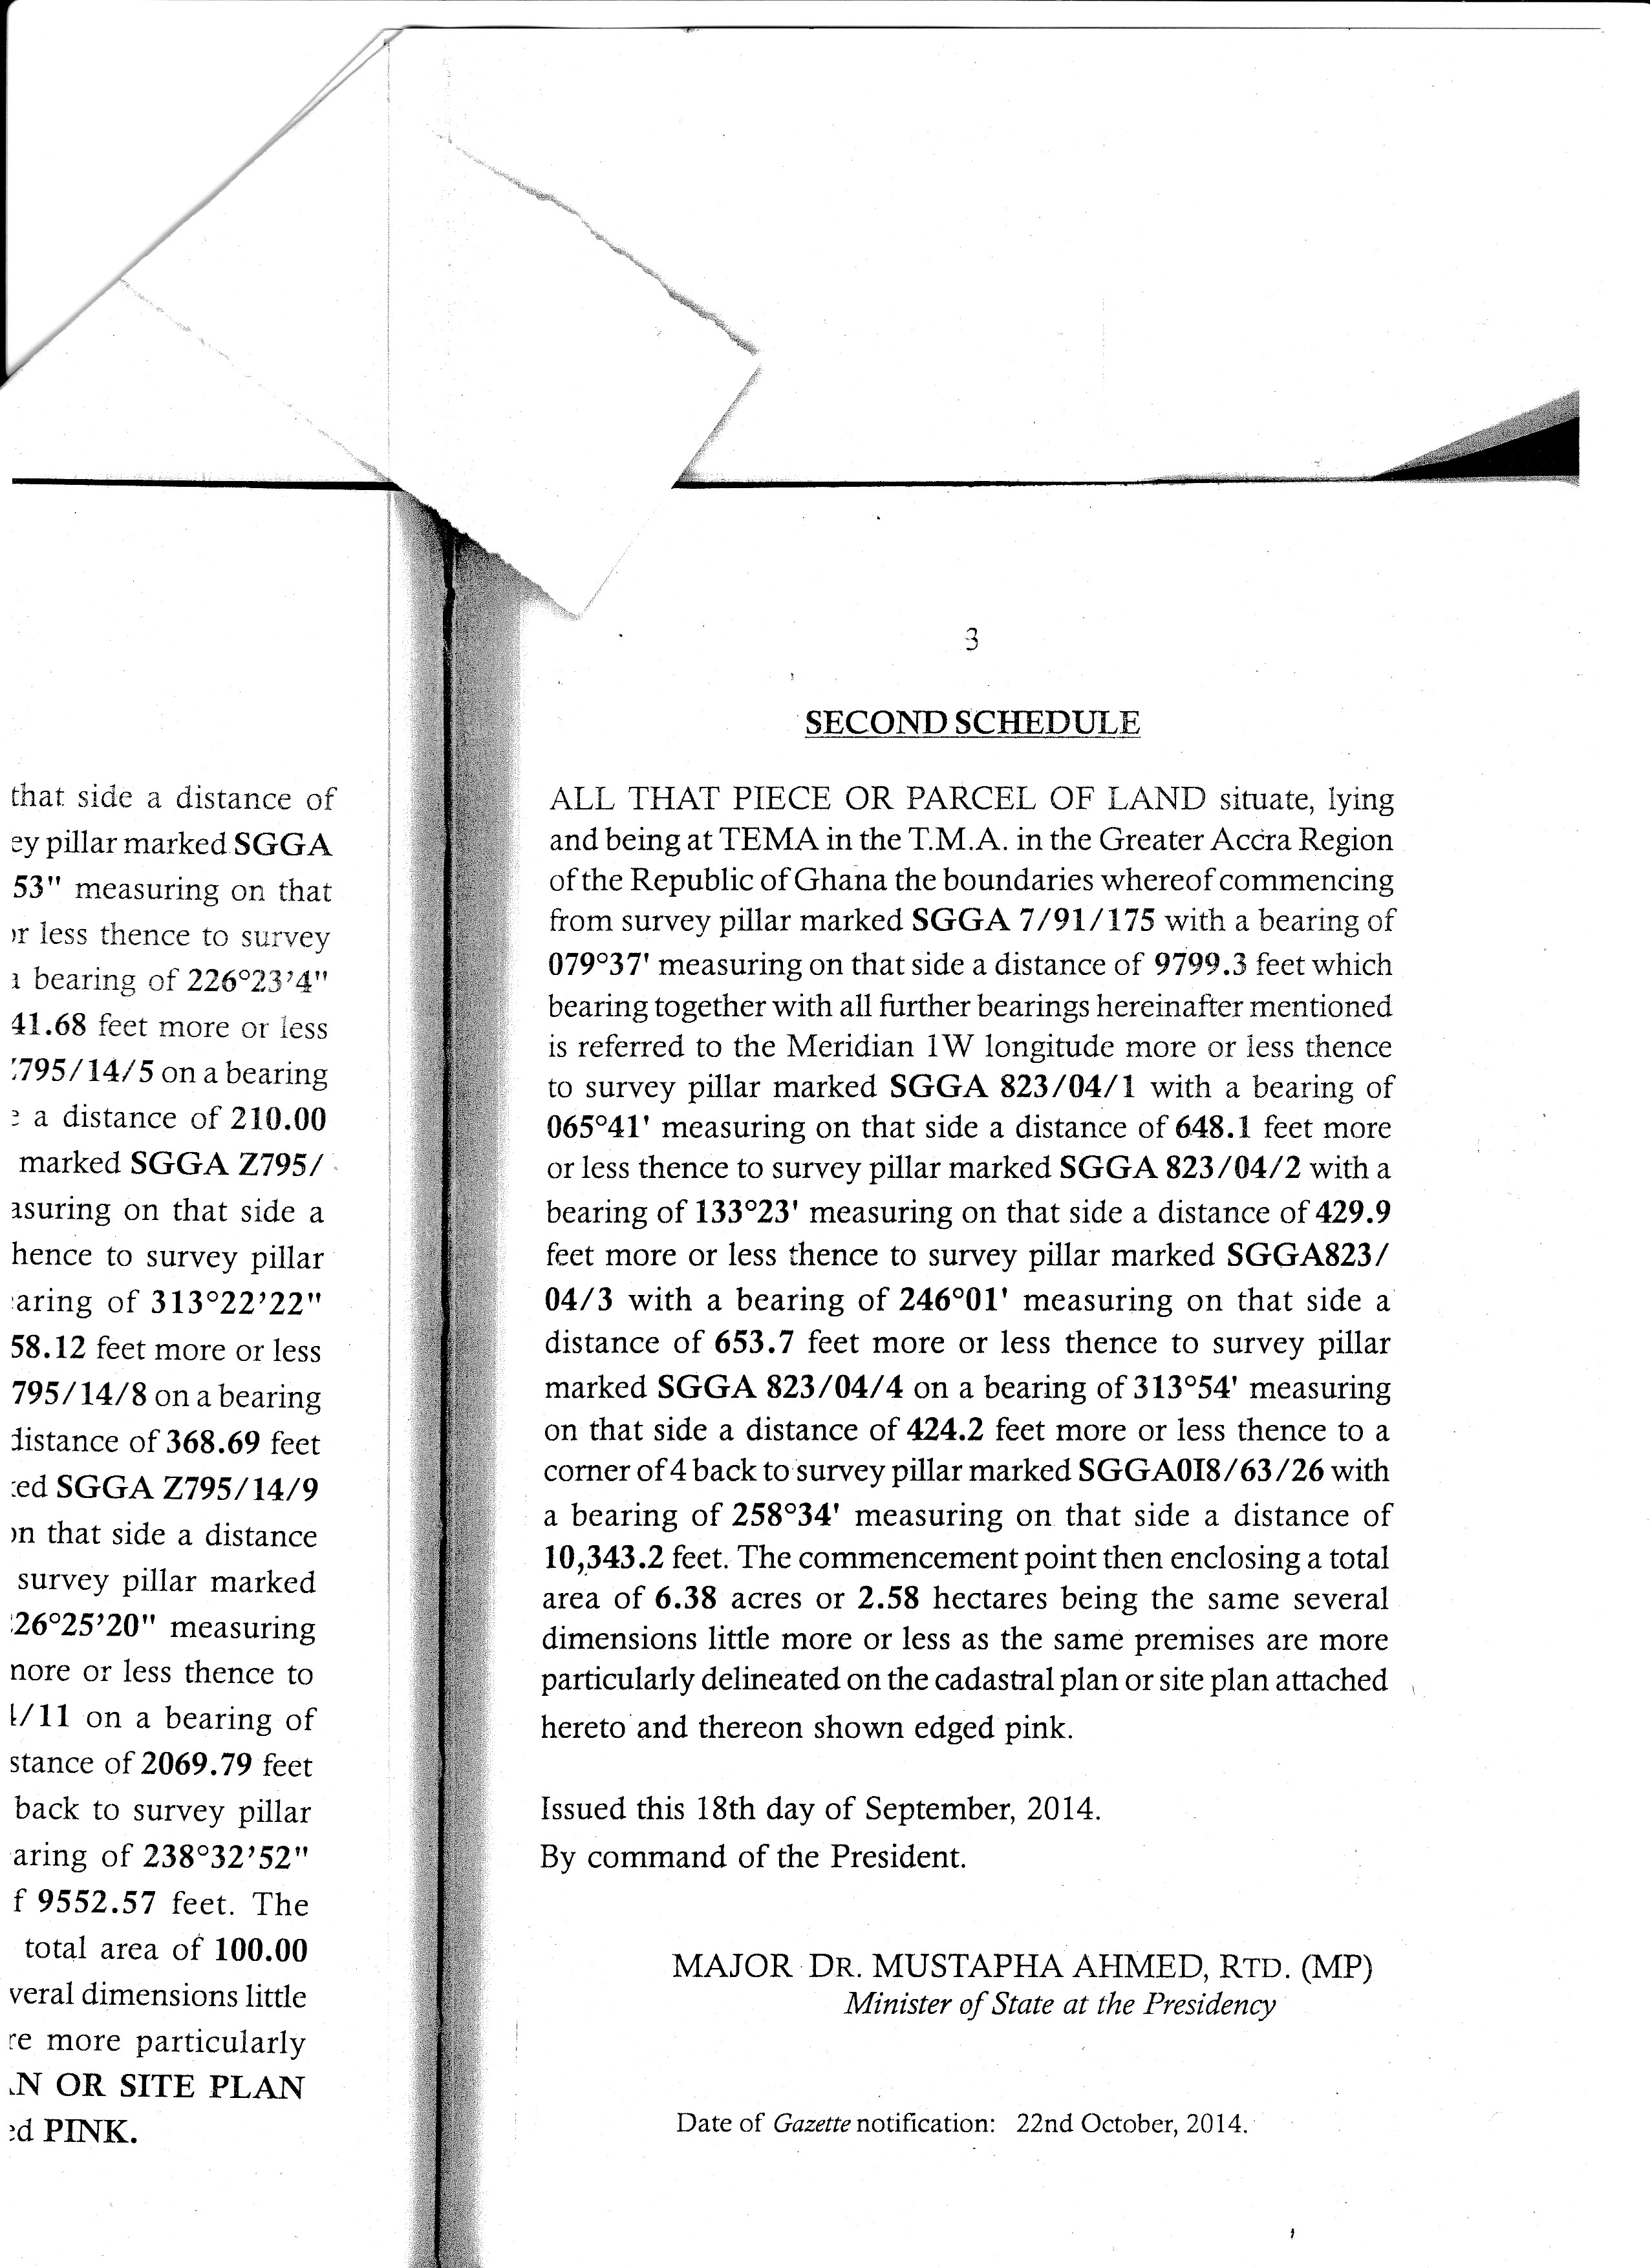 that side a distance of
pillar marked SGGA
53" measuring on that
less thence to survey
bearing of 226°23’4"
41.68 feet more or less
795/14/5 on a bearing
a distance of 210.00
marked SGGA Z795/
on that side a
to survey pillar
of 313°22’22"
58.12 feet more or less
795/14/8 on a bearing
of 368.69 feet
SGGA Z795/14/9
that side a distance
survey pillar marked
26°25’20" measuring
or less thence to
/11 on a bearing of
of 2069.79 feet
back to survey pillar
of 238°32’52"
9552.57 feet. The
total area of 100.00
dimensions little
more particularly
OR SITE PLAN
PINK.
3
SECOND SCHEDULE
ALL THAT PIECE OR PARCEL OF LAND situate, lying
and being at TEMA in the T.M.A. in the Greater Accra Region
of the Republic of Ghana the boundaries whereof commencing
from survey pillar marked SGGA 7/91/175 with a bearing of
079°37' measuring on that side a distance of 9799.3 feet which
bearing together with all further bearings hereinafter mentioned
is referred to the Meridian 1W longitude more or less thence
to survey pillar marked SGGA 823/04/1 with a bearing of
065°41' measuring on that side a distance of 648.1 feet more
or less thence to survey pillar marked SGGA 823/04/2 with a
bearing of 133°23' measuring on that side a distance of 429.9
feet more or less thence to survey pillar marked SGGA823/
04/3 with a bearing of 246°01' measuring on that side a
distance of 653.7 feet more or less thence to survey pillar
marked SGGA 823/04/4 on a bearing of 313°54' measuring
on that side a distance of 424.2 feet more or less thence to a
corner of 4 back to survey pillar marked SGGA0I8/63/26 with
a bearing of 258°34' measuring on that side a distance of
10,343.2 feet. The commencement point then enclosing a total
area of 6.38 acres or 2.58 hectares being the same several
dimensions little more or less as the same premises are more
particularly delineated on the cadastral plan or site plan attached
hereto and thereon shown edged pink.
Issued this 18th day of September, 2014.
By command of the President.
MAJOR DR. MUSTAPHA AHMED, RTD. (MP)
Minister of State at the Presidency
Date of Gazette notification: 22nd October, 2014.